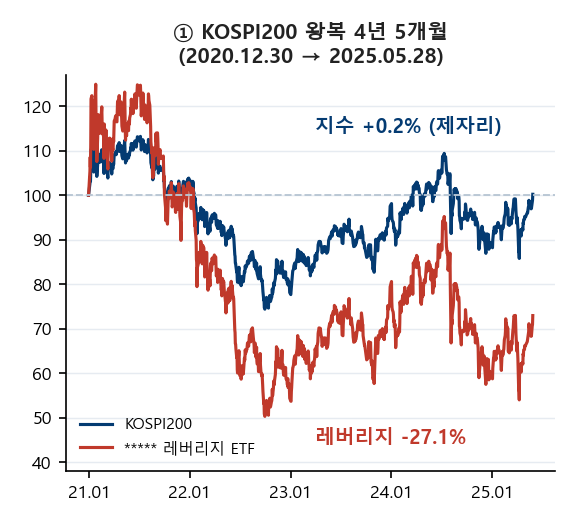 ① KOSPI200 왕복 4년 5개월
(2020.12.30 → 2025.05.28)
120
110
100
90
80
70
60
50
40
지수 +0.2% (제자리)
레버리지 -27.1%
KOSPI200
***** 레버리지 ETF
21.01 22.01 23.01 24.01 25.01